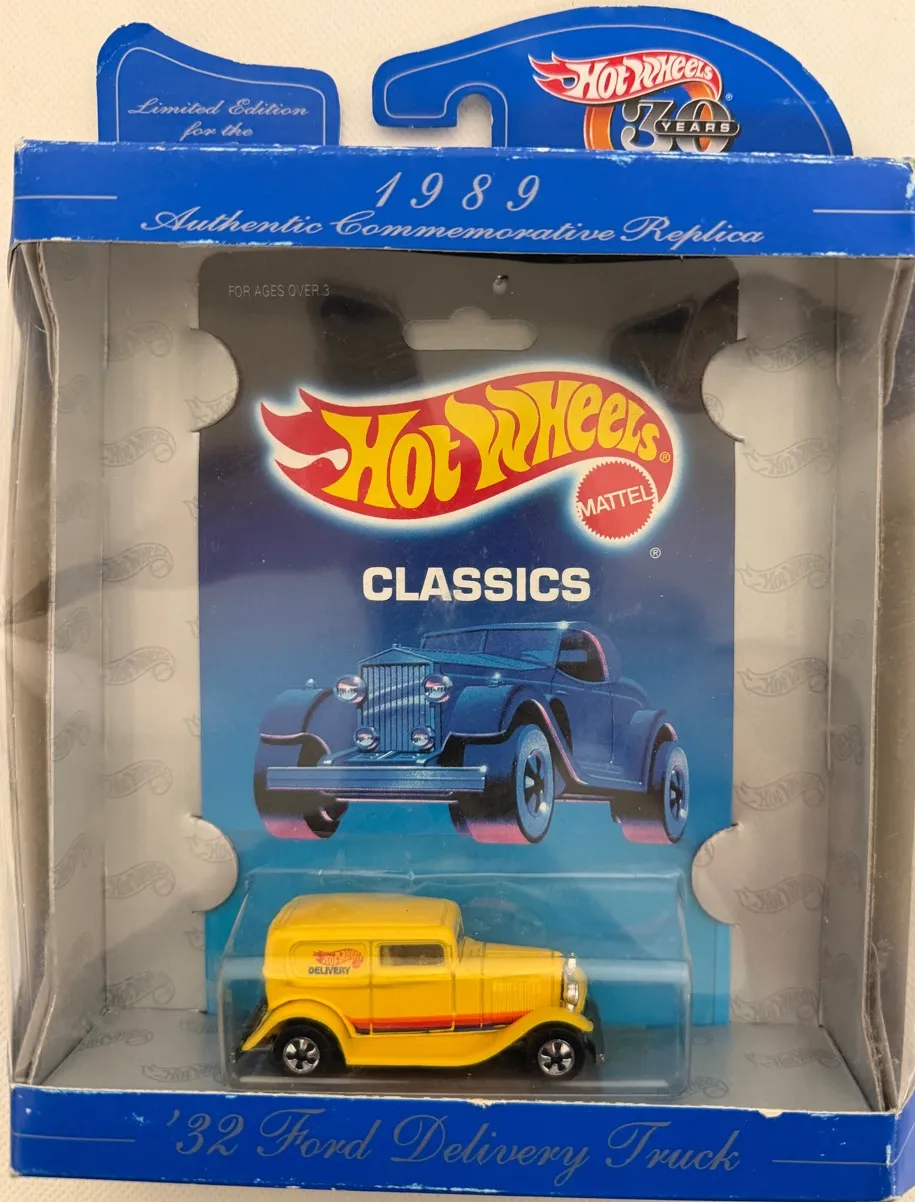 Limited Edition
for the
HOT WHEELS ®
30
YEARS
1989
Authentic Commemorative Replica
FOR AGES OVER 3
HOT WHEELS ®
MATTEL
®
CLASSICS
HOT WHEELS
DELIVERY
'32 Ford Delivery Truck